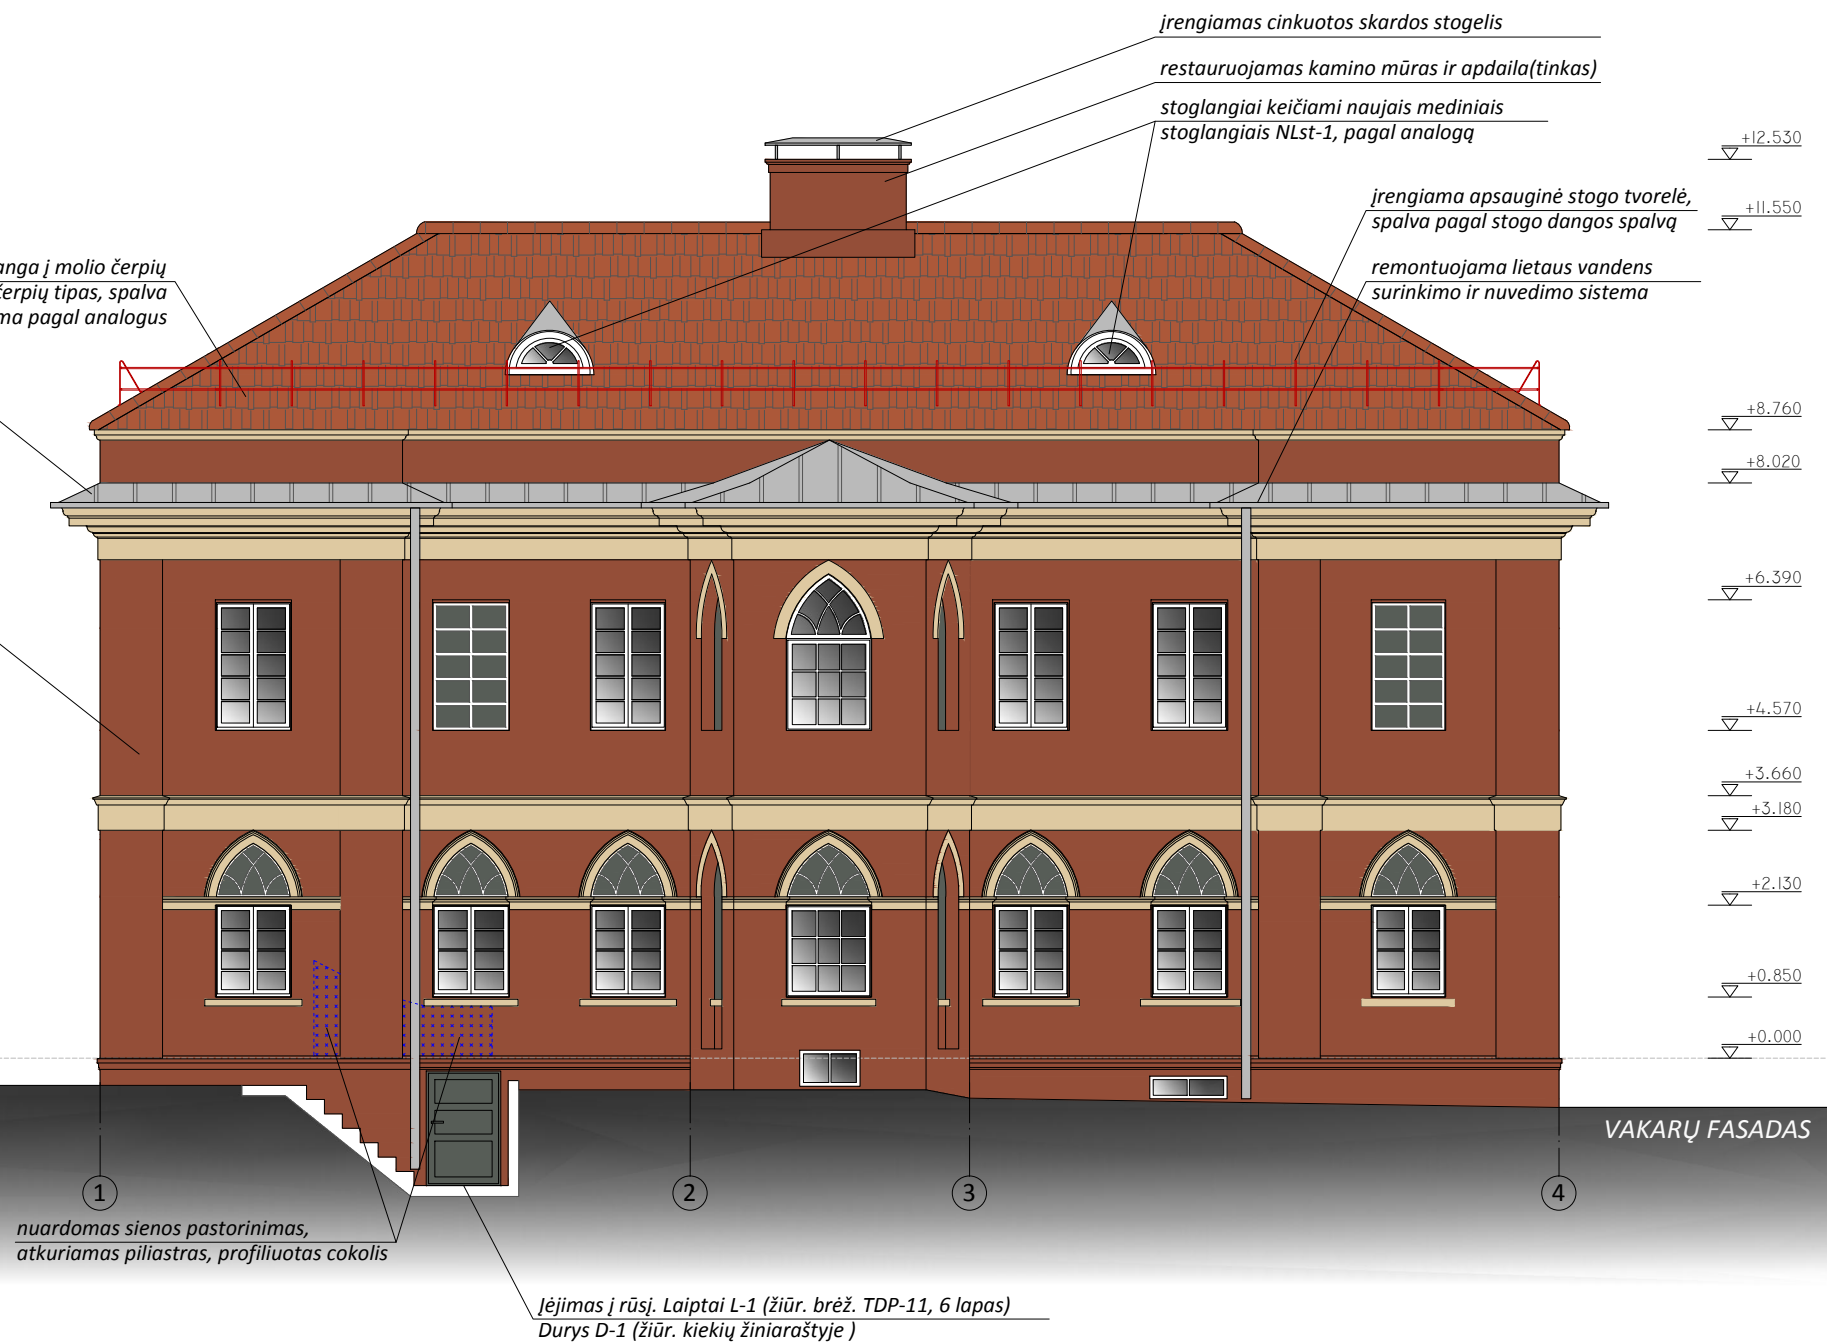 įrengiamas cinkuotos skardos stogelis
restauruojamas kamino mūras ir apdaila(tinkas)
stoglangiai keičiami naujais mediniais
stoglangiais NLst-1, pagal analogą
įrengiama apsauginė stogo tvorelė,
spalva pagal stogo dangos spalvą
remontuojama lietaus vandens
surinkimo ir nuvedimo sistema
anga į molio čerpių
čerpių tipas, spalva
ma pagal analogus
+12.530
+11.550
+8.760
+8.020
+6.390
+4.570
+3.660
+3.180
+2.130
+0.850
+0.000
VAKARŲ FASADAS
1
2
3
4
nuardomas sienos pastorinimas,
atkuriamas piliastras, profiliuotas cokolis
Įėjimas į rūsį. Laiptai L-1 (žiūr. brėž. TDP-11, 6 lapas)
Durys D-1 (žiūr. kiekių žiniaraštyje )